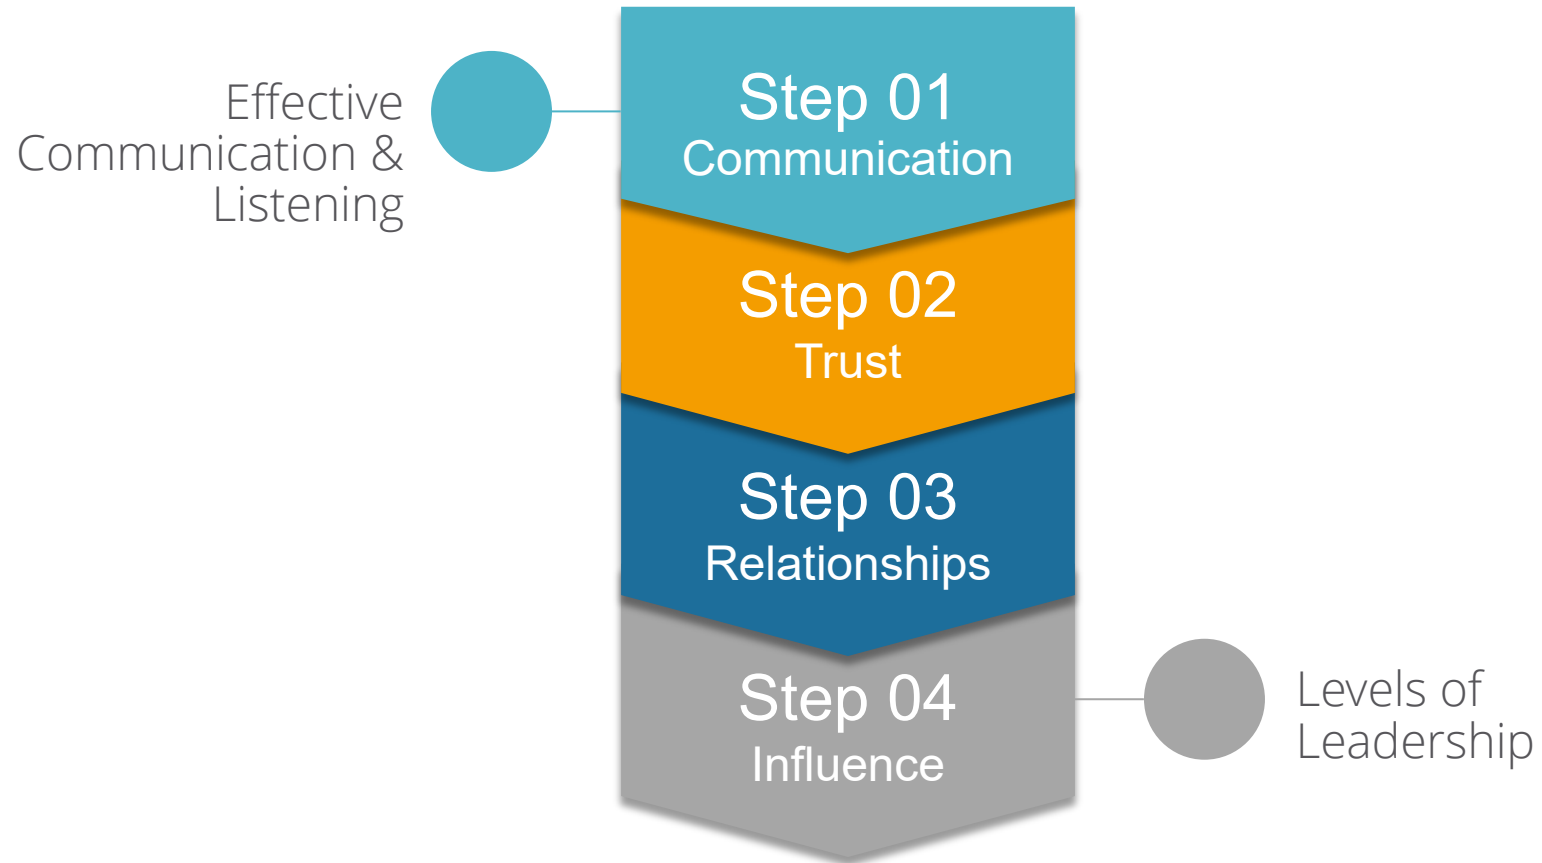 Effective
Communication &
Listening
Step 01
Communication
Step 02
Trust
Step 03
Relationships
Step 04
Influence
Levels of
Leadership